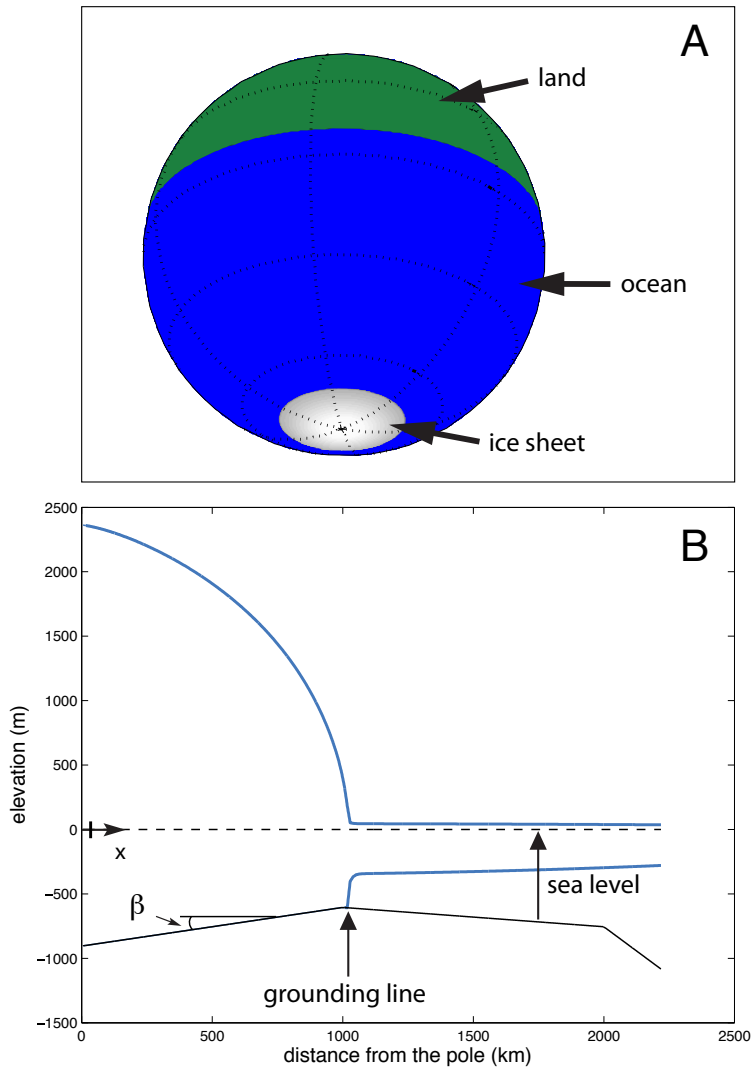 A
land
ocean
ice sheet
B
2500
2000
1500
1000
500
0
−500
−1000
−1500
elevation (m)
x
β
sea level
grounding line
0
500
1000
1500
2000
2500
distance from the pole (km)